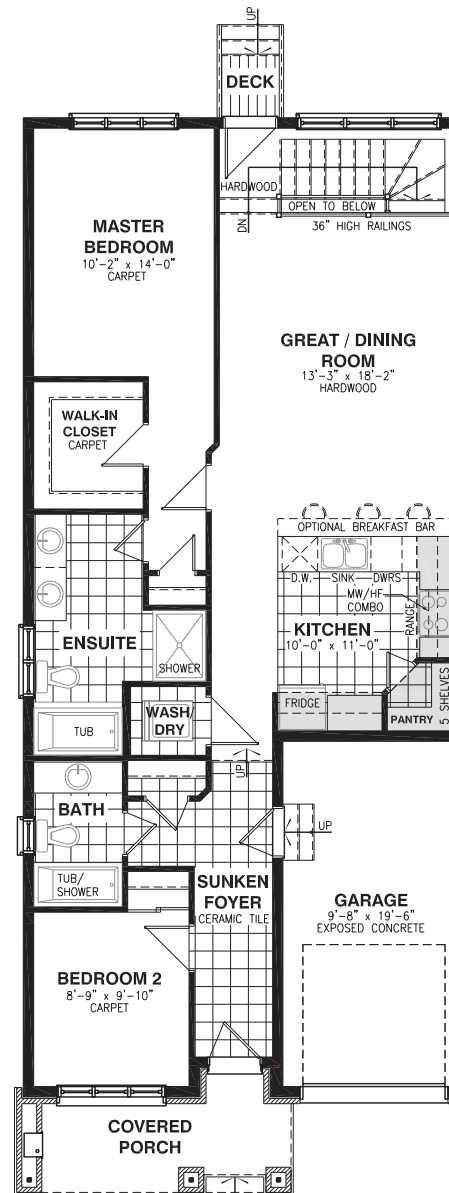 UP
DECK
HARDWOOD
OPEN TO BELOW
DN
36" HIGH RAILINGS
MASTER
BEDROOM
10'-2" x 14'-0"
CARPET
GREAT / DINING
ROOM
13'-3" x 18'-2"
HARDWOOD
WALK-IN
CLOSET
CARPET
OPTIONAL BREAKFAST BAR
D.W. SINK DWRS
MW/HF
COMBO
RANGE
KITCHEN
10'-0" x 11'-0"
ENSUITE
SHOWER
FRIDGE
PANTRY
5 SHELVES
WASH/
DRY
TUB
UP
BATH
UP
TUB/
SHOWER
SUNKEN
FOYER
CERAMIC TILE
GARAGE
9'-8" x 19'-6"
EXPOSED CONCRETE
BEDROOM 2
8'-9" x 9'-10"
CARPET
COVERED
PORCH